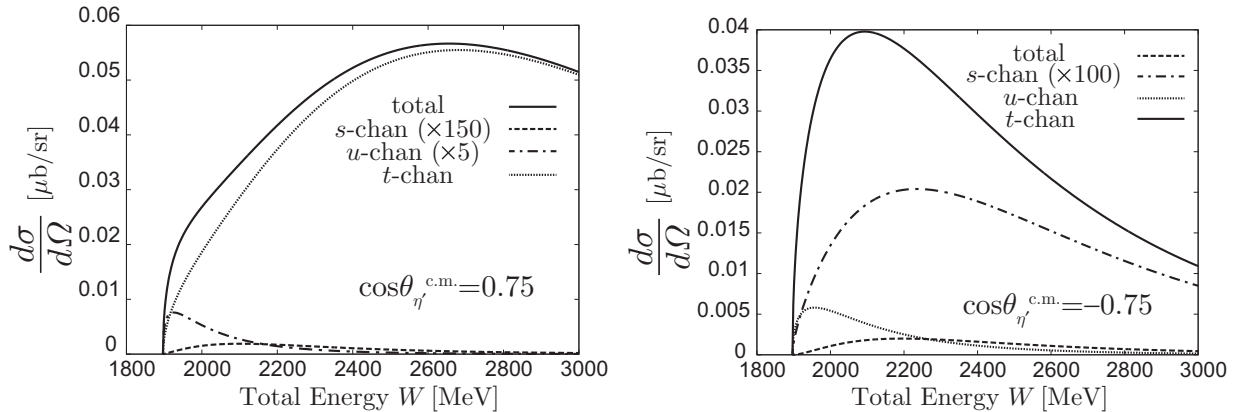 0.06
0.05
0.04
0.03
0.02
0.01
0
dσ/dΩ [μb/sr]
total
s-chan (×150)
u-chan (×5)
t-chan
cosθη′c.m.=0.75
1800 2000 2200 2400 2600 2800 3000
Total Energy W [MeV]
0.04
0.035
0.03
0.025
0.02
0.015
0.01
0.005
0
dσ/dΩ [μb/sr]
total
s-chan (×100)
u-chan
t-chan
cosθη′c.m.=−0.75
1800 2000 2200 2400 2600 2800 3000
Total Energy W [MeV]